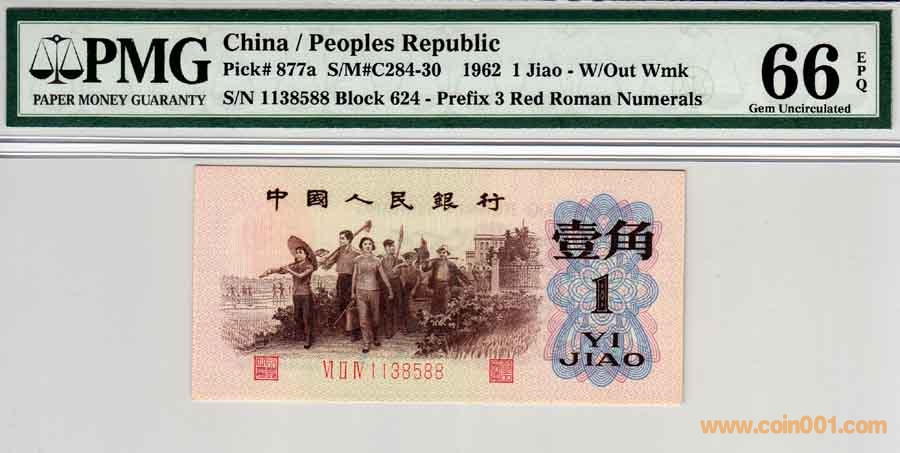 PMG
PAPER MONEY GUARANTY
China / Peoples Republic
Pick# 877a S/M#C284-30 1962 1 Jiao - W/Out Wmk
S/N 1138588 Block 624 - Prefix 3 Red Roman Numerals
66 EPQ
Gem Uncirculated
中國人民銀行
壹角
1
YI
JIAO
VI II IV 1138588
www.coin001.com